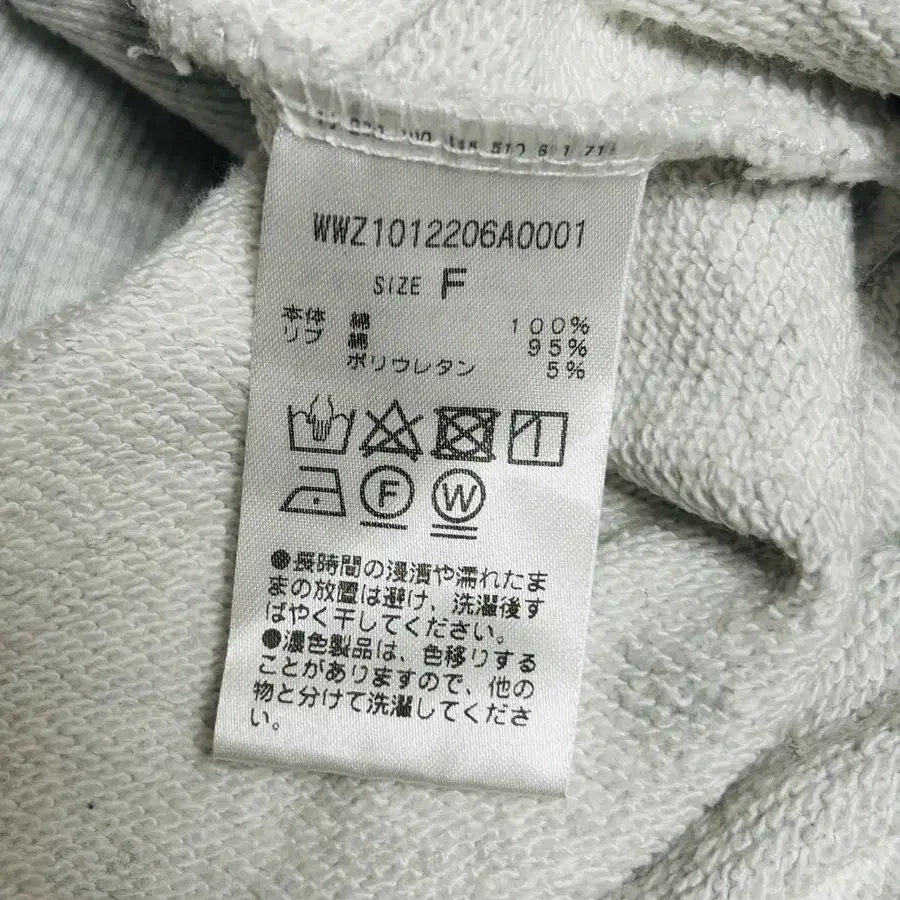 WWZ1012206A0001
SIZE F
本体 綿 100%
リブ 綿 95%
ポリウレタン 5%
F W
●長時間の浸漬や濡れたま
まの放置は避け、洗濯後す
ばやく干してください。
●濃色製品は、色移りする
ことがありますので、他の
物と分けて洗濯してくださ
い。